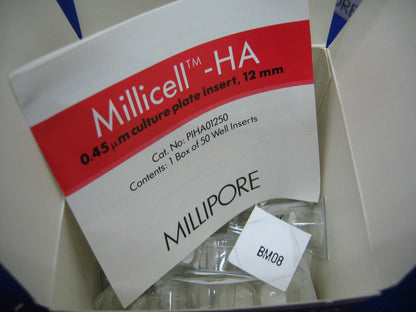 Millicell™-HA
0.45 µm culture plate insert, 12 mm
Cat. No: PIHA01250
Contents: 1 Box of 50 Well Inserts
MILLIPORE
BM08